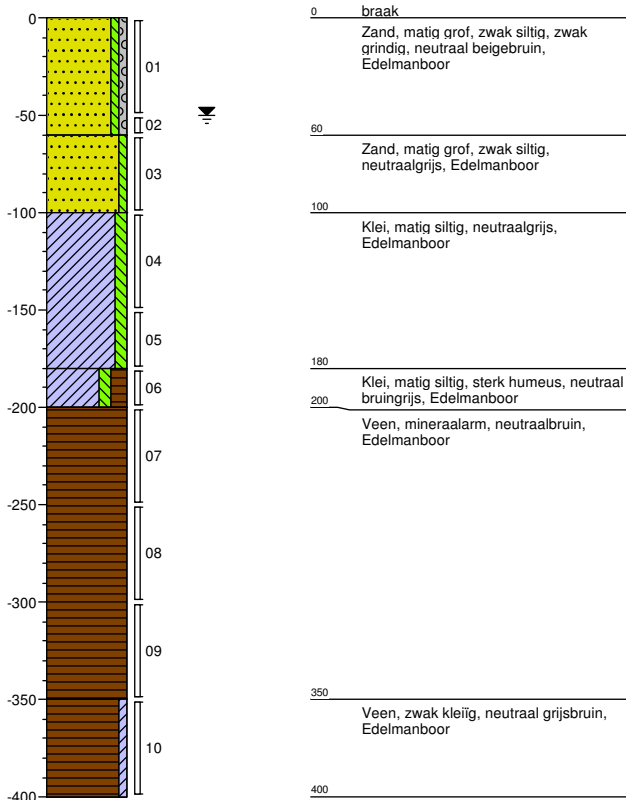 0
-50
-100
-150
-200
-250
-300
-350
-400
01
02
03
04
05
06
07
08
09
10
0
braak
Zand, matig grof, zwak siltig, zwak
grindig, neutraal beigebruin,
Edelmanboor
60
Zand, matig grof, zwak siltig,
neutraalgrijs, Edelmanboor
100
Klei, matig siltig, neutraalgrijs,
Edelmanboor
180
Klei, matig siltig, sterk humeus, neutraal
bruingrijs, Edelmanboor
200
Veen, mineraalarm, neutraalbruin,
Edelmanboor
350
Veen, zwak kleiïg, neutraal grijsbruin,
Edelmanboor
400